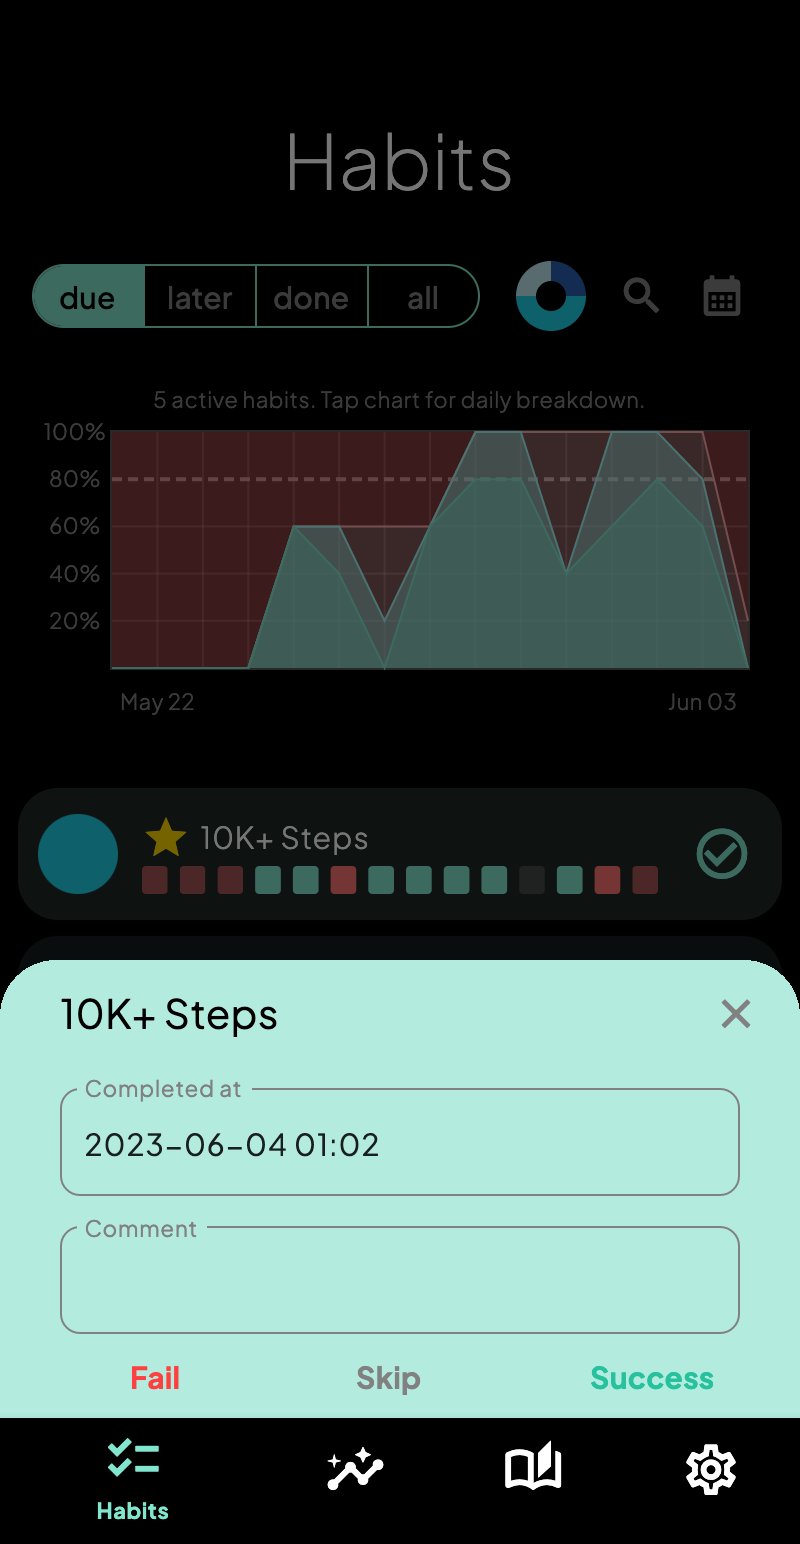 Habits
due later done all
5 active habits. Tap chart for daily breakdown.
100%
80%
60%
40%
20%
May 22 Jun 03
10K+ Steps
10K+ Steps
Completed at
2023-06-04 01:02
Comment
Fail Skip Success
Habits